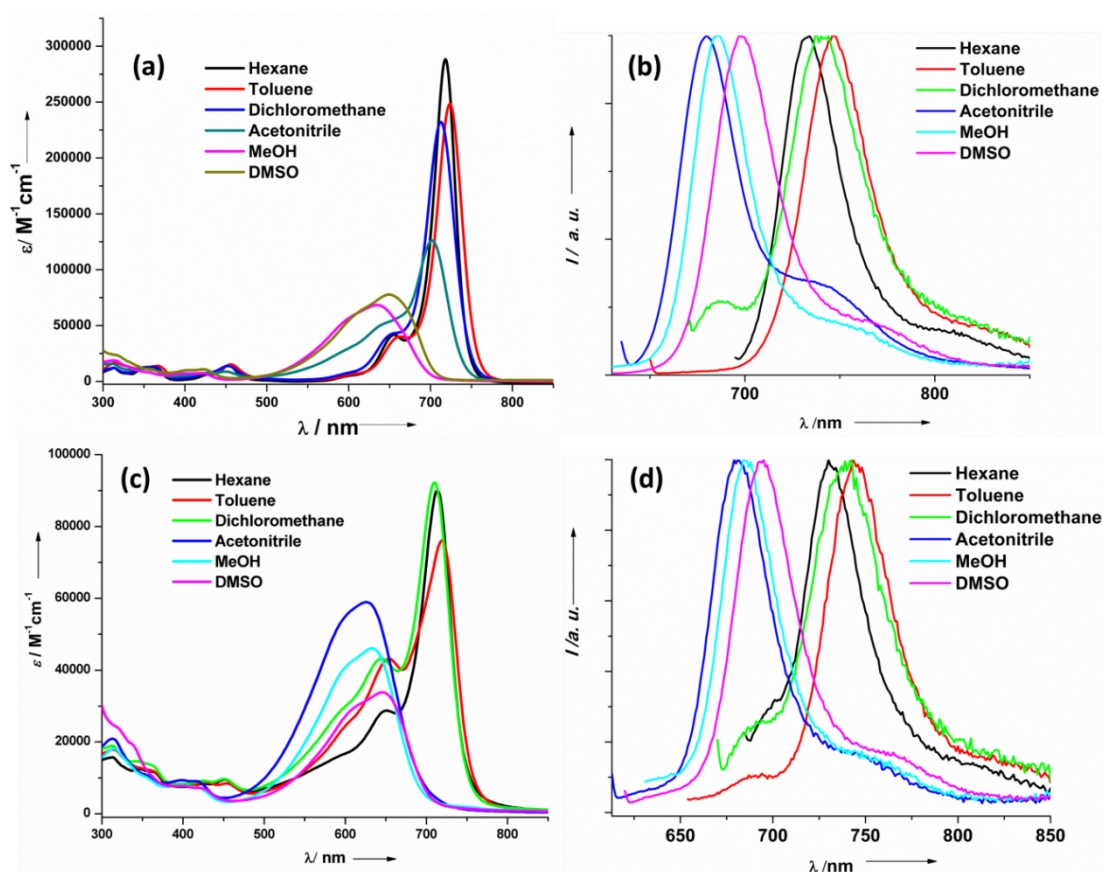 (a)
Hexane
Toluene
Dichloromethane
Acetonitrile
MeOH
DMSO
300000
250000
200000
150000
100000
50000
0
ε/ M⁻¹cm⁻¹
300 400 500 600 700 800
λ / nm
(b)
Hexane
Toluene
Dichloromethane
Acetonitrile
MeOH
DMSO
I / a. u.
700 800
λ /nm
(c)
Hexane
Toluene
Dichloromethane
Acetonitrile
MeOH
DMSO
100000
80000
60000
40000
20000
0
ε/ M⁻¹cm⁻¹
300 400 500 600 700 800
λ/ nm
(d)
Hexane
Toluene
Dichloromethane
Acetonitrile
MeOH
DMSO
I /a. u.
650 700 750 800 850
λ /nm